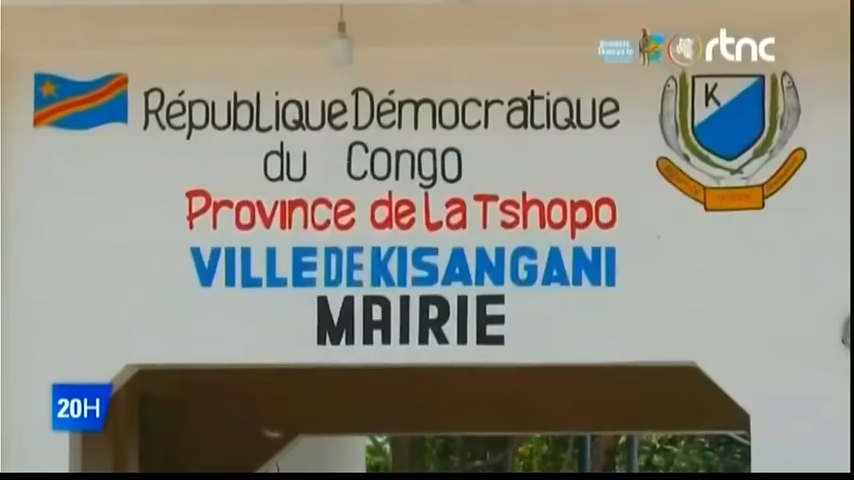 rtnc
République Démocratique
du Congo
Province de La Tshopo
VILLE DE KISANGANI
MAIRIE
K
20H